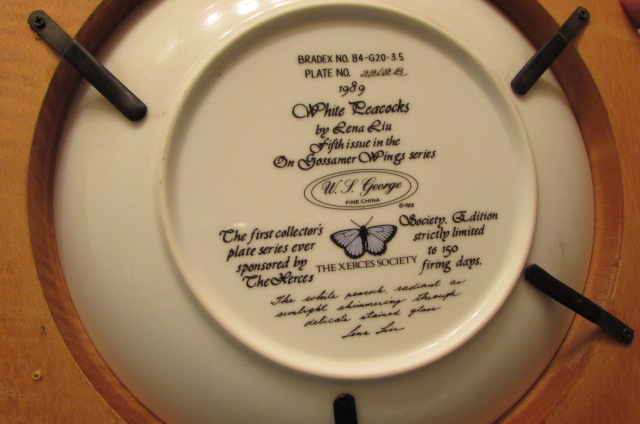 BRADEX NO. 84-G20-3.5
PLATE NO.
1989
White Peacocks
by Lena Liu
Fifth issue in the
On Gossamer Wings series
W. S. George
FINE CHINA
The first collector's
plate series ever
sponsored by
The Xerces
THE XERCES SOCIETY
Society. Edition
strictly limited
to 150
firing days.
The white peacock, radiant as
sunlight shimmering through
delicate stained glass
Lena Liu